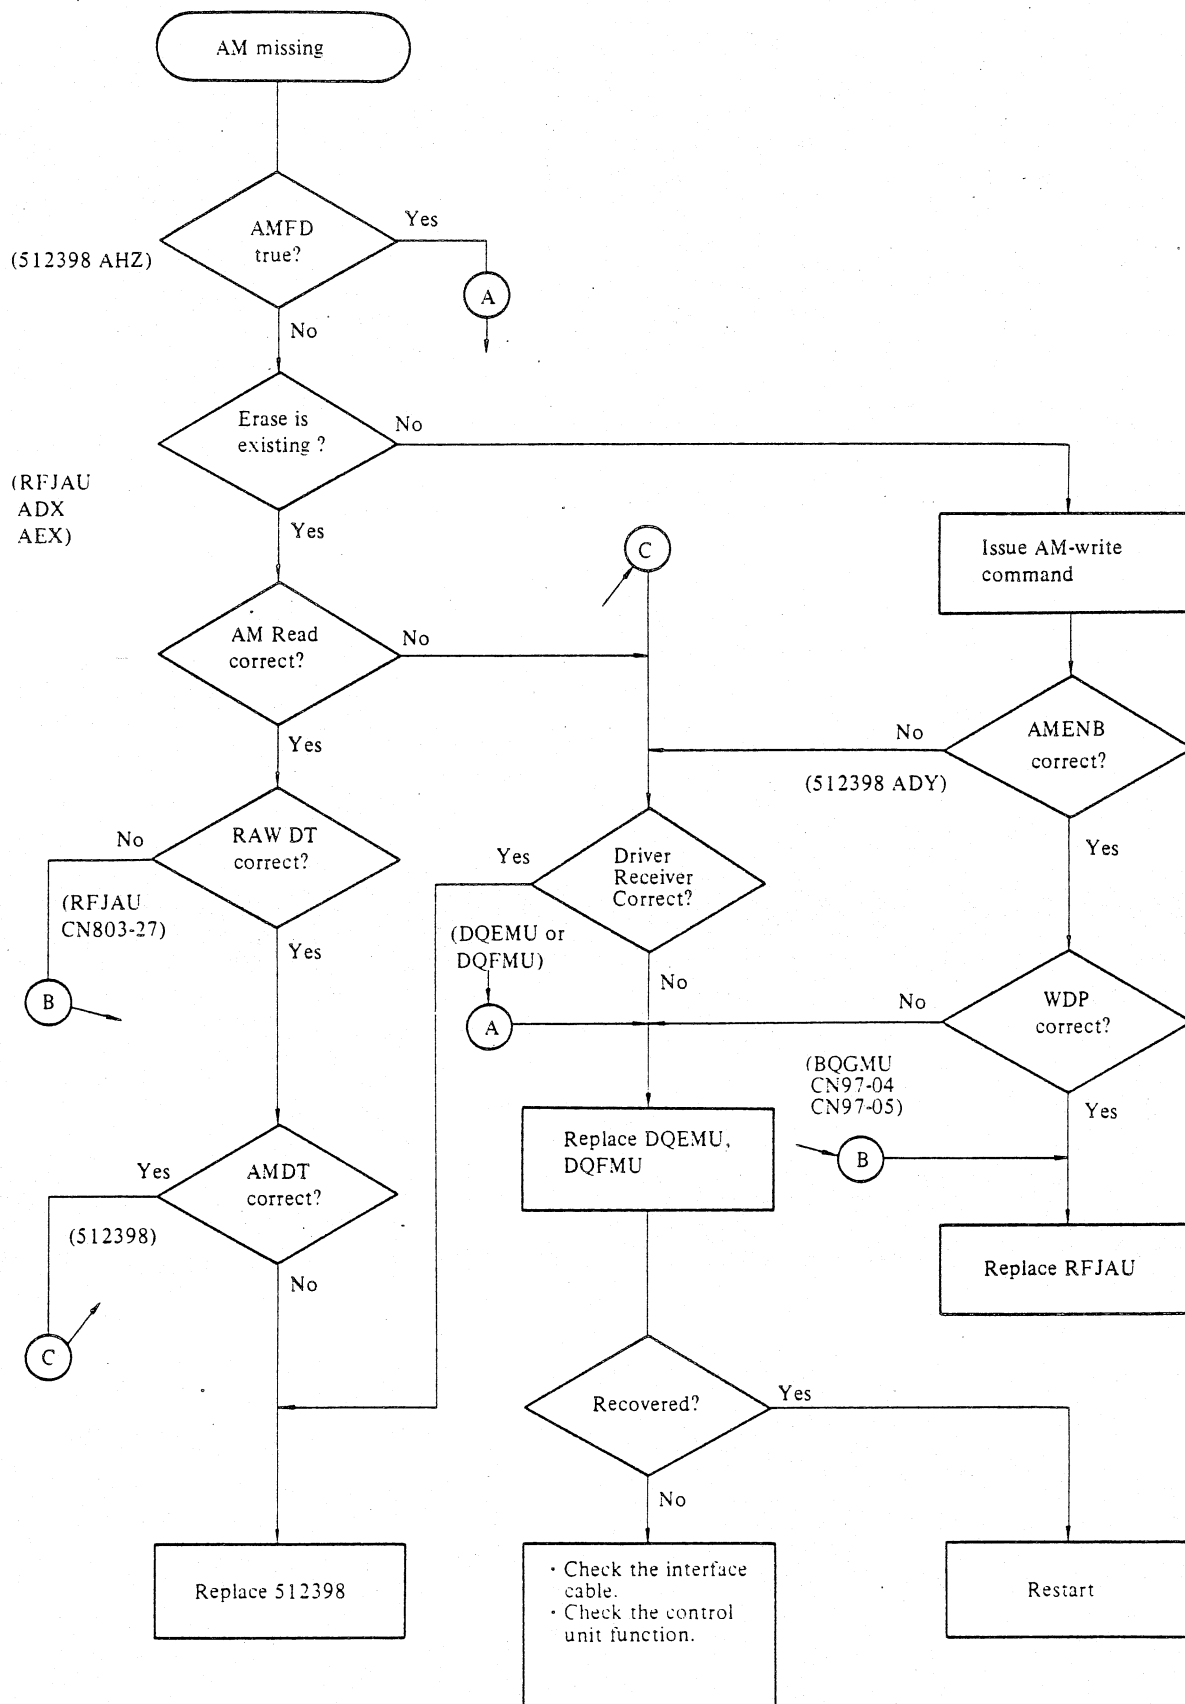 AM missing
AMFD
true?
Yes
(512398 AHZ)
A
No
Erase is
existing ?
No
(RFJAU
ADX
AEX)
Yes
C
Issue AM-write
command
AM Read
correct?
No
Yes
No
AMENB
correct?
(512398 ADY)
No
RAW DT
correct?
Yes
Driver
Receiver
Correct?
Yes
(RFJAU
CN803-27)
Yes
(DQEMU or
DQFMU)
No
B
A
No
WDP
correct?
(BQGMU
CN97-04
CN97-05)
Yes
Replace DQEMU,
DQFMU
B
Yes
AMDT
correct?
(512398)
No
Replace RFJAU
C
Recovered?
Yes
No
Replace 512398
· Check the interface
cable.
· Check the control
unit function.
Restart